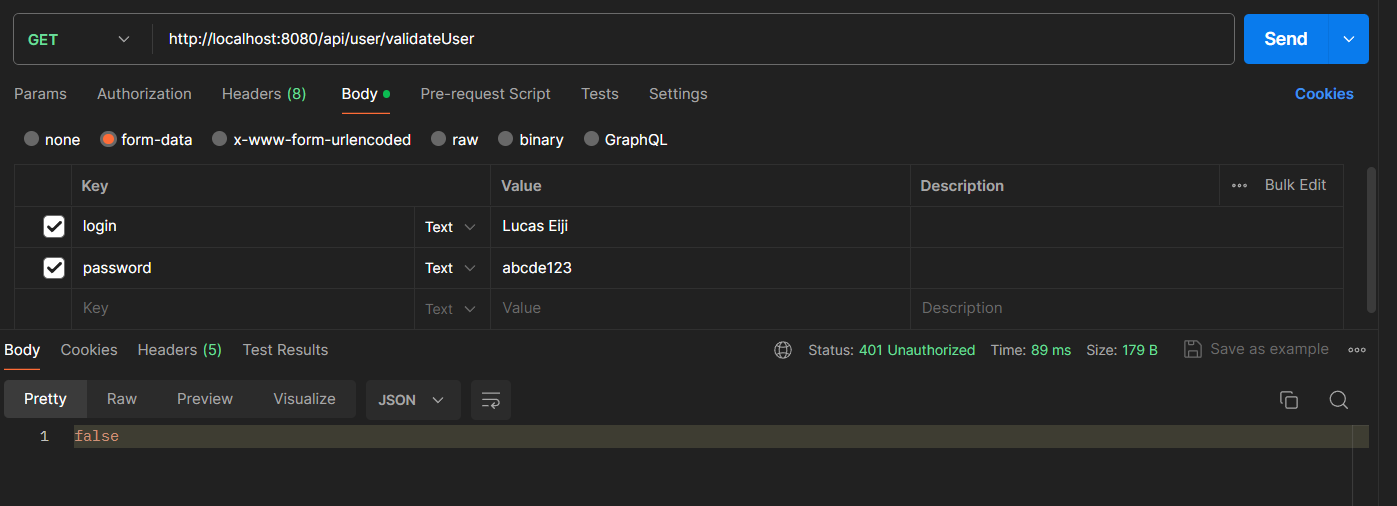 GET http://localhost:8080/api/user/validateUser Send
Params Authorization Headers (8) Body Pre-request Script Tests Settings Cookies
none form-data x-www-form-urlencoded raw binary GraphQL
Key Value Description Bulk Edit
login Text Lucas Eiji
password Text abcde123
Key Text Value Description
Body Cookies Headers (5) Test Results Status: 401 Unauthorized Time: 89 ms Size: 179 B Save as example
Pretty Raw Preview Visualize JSON
1 false